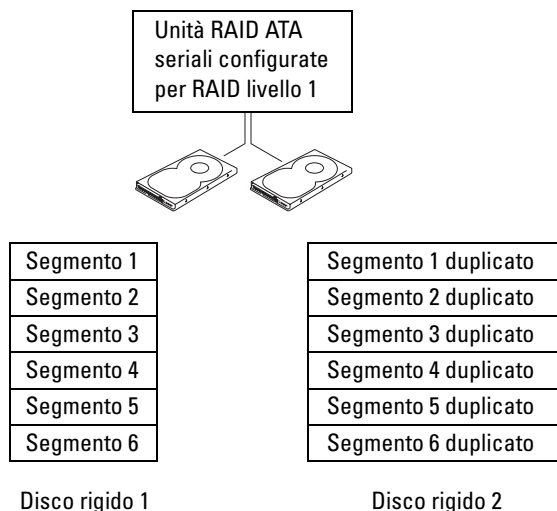 Unità RAID ATA
seriali configurate
per RAID livello 1
Segmento 1
Segmento 2
Segmento 3
Segmento 4
Segmento 5
Segmento 6
Disco rigido 1
Segmento 1 duplicato
Segmento 2 duplicato
Segmento 3 duplicato
Segmento 4 duplicato
Segmento 5 duplicato
Segmento 6 duplicato
Disco rigido 2